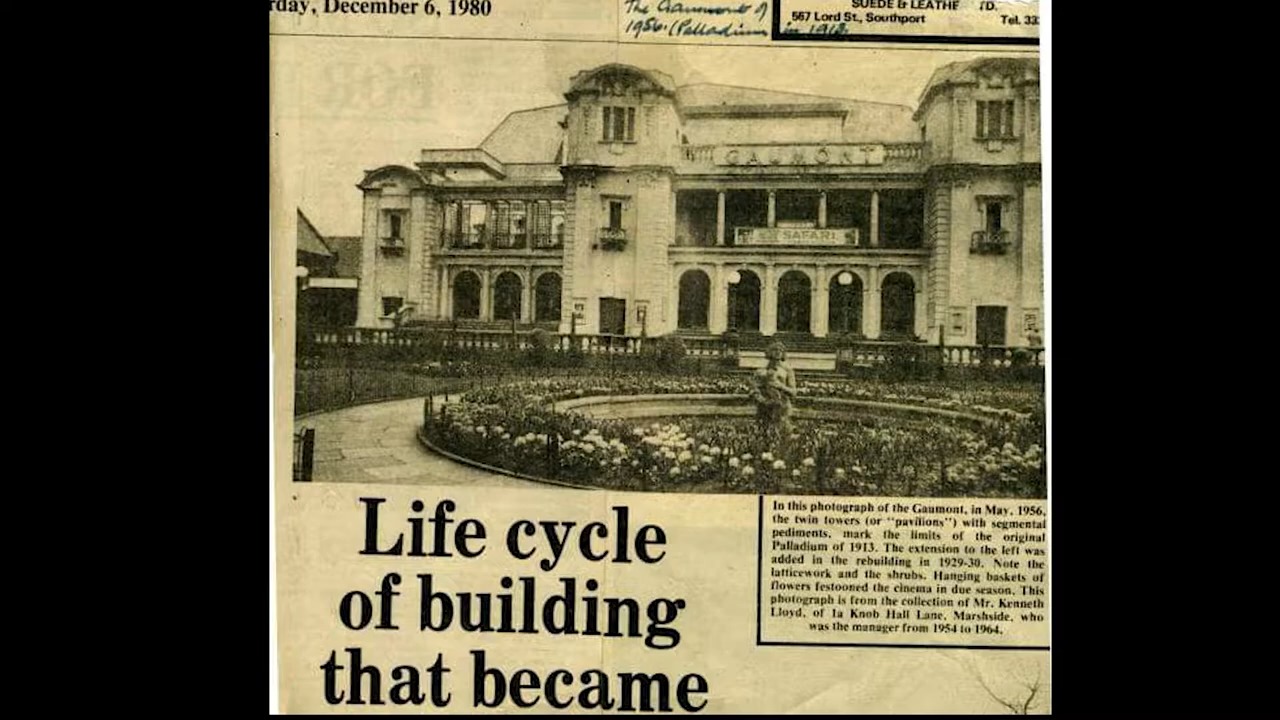 rday, December 6, 1980
The Gaumont of
1956. (Palladium in 1913
SUEDE & LEATHE TD.
567 Lord St., Southport
Tel. 33
GAUMONT
SAFARI
Life cycle
of building
that became
In this photograph of the Gaumont, in May, 1956,
the twin towers (or "pavilions") with segmental
pediments, mark the limits of the original
Palladium of 1913. The extension to the left was
added in the rebuilding in 1929-30. Note the
latticework and the shrubs. Hanging baskets of
flowers festooned the cinema in due season. This
photograph is from the collection of Mr. Kenneth
Lloyd, of 1a Knob Hall Lane, Marshside, who
was the manager from 1954 to 1964.